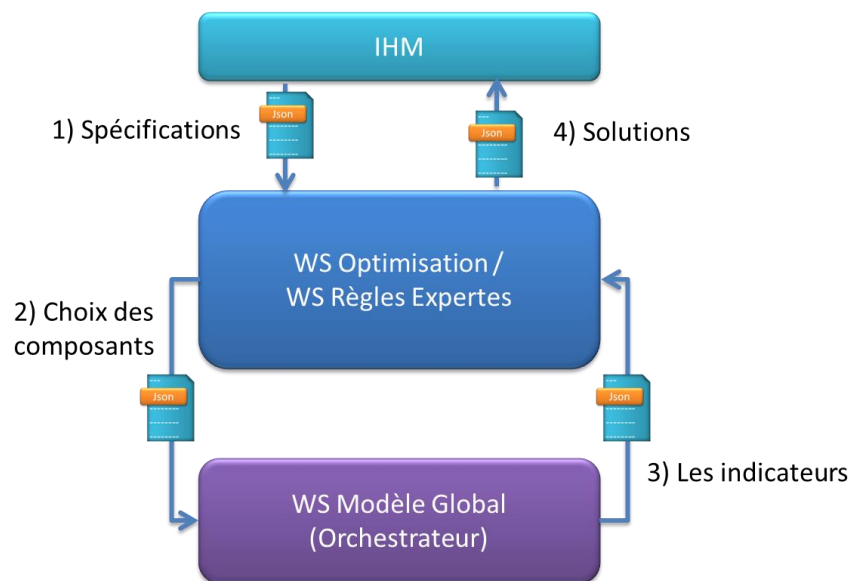 IHM
1) Spécifications
Json
Json
4) Solutions
WS Optimisation /
WS Règles Expertes
2) Choix des
composants
Json
Json
3) Les indicateurs
WS Modèle Global
(Orchestrateur)